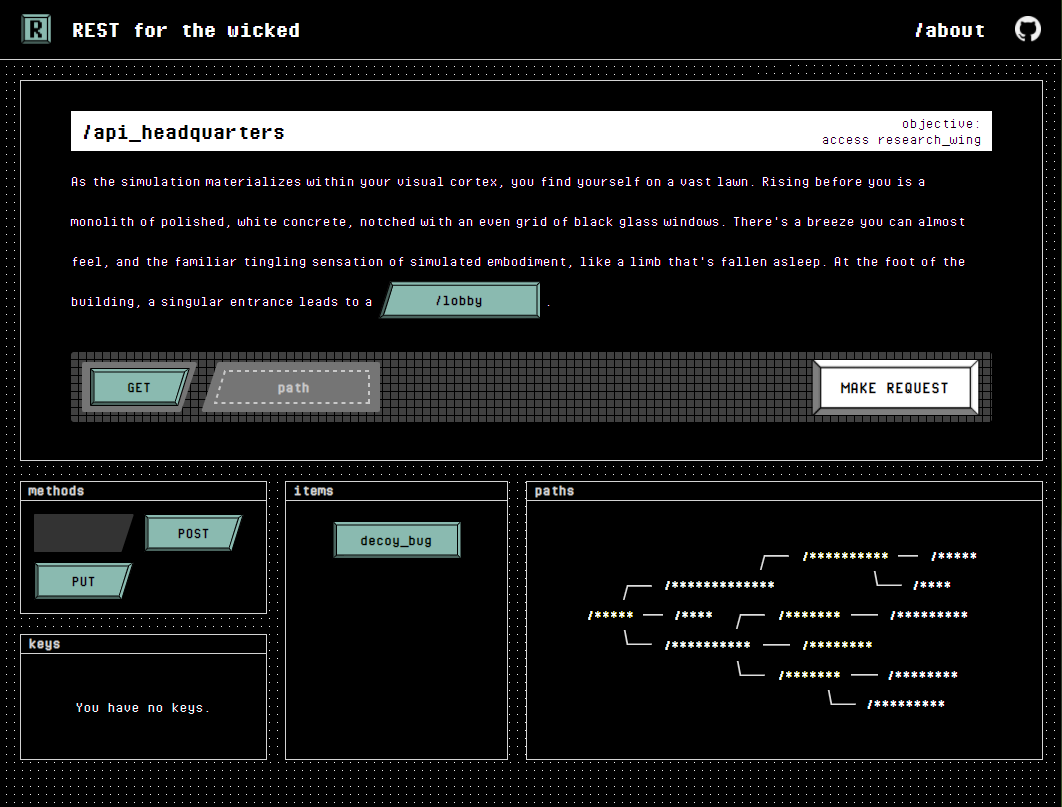 R REST for the wicked /about
/api_headquarters
objective:
access research_wing
As the simulation materializes within your visual cortex, you find yourself on a vast lawn. Rising before you is a
monolith of polished, white concrete, notched with an even grid of black glass windows. There's a breeze you can almost
feel, and the familiar tingling sensation of simulated embodiment, like a limb that's fallen asleep. At the foot of the
building, a singular entrance leads to a /lobby .
GET path MAKE REQUEST
methods
POST
PUT
keys
You have no keys.
items
decoy_bug
paths
/********** /*****
/************* /****
/***** /**** /******* /*********
/********** /********
/******* /********
/*********